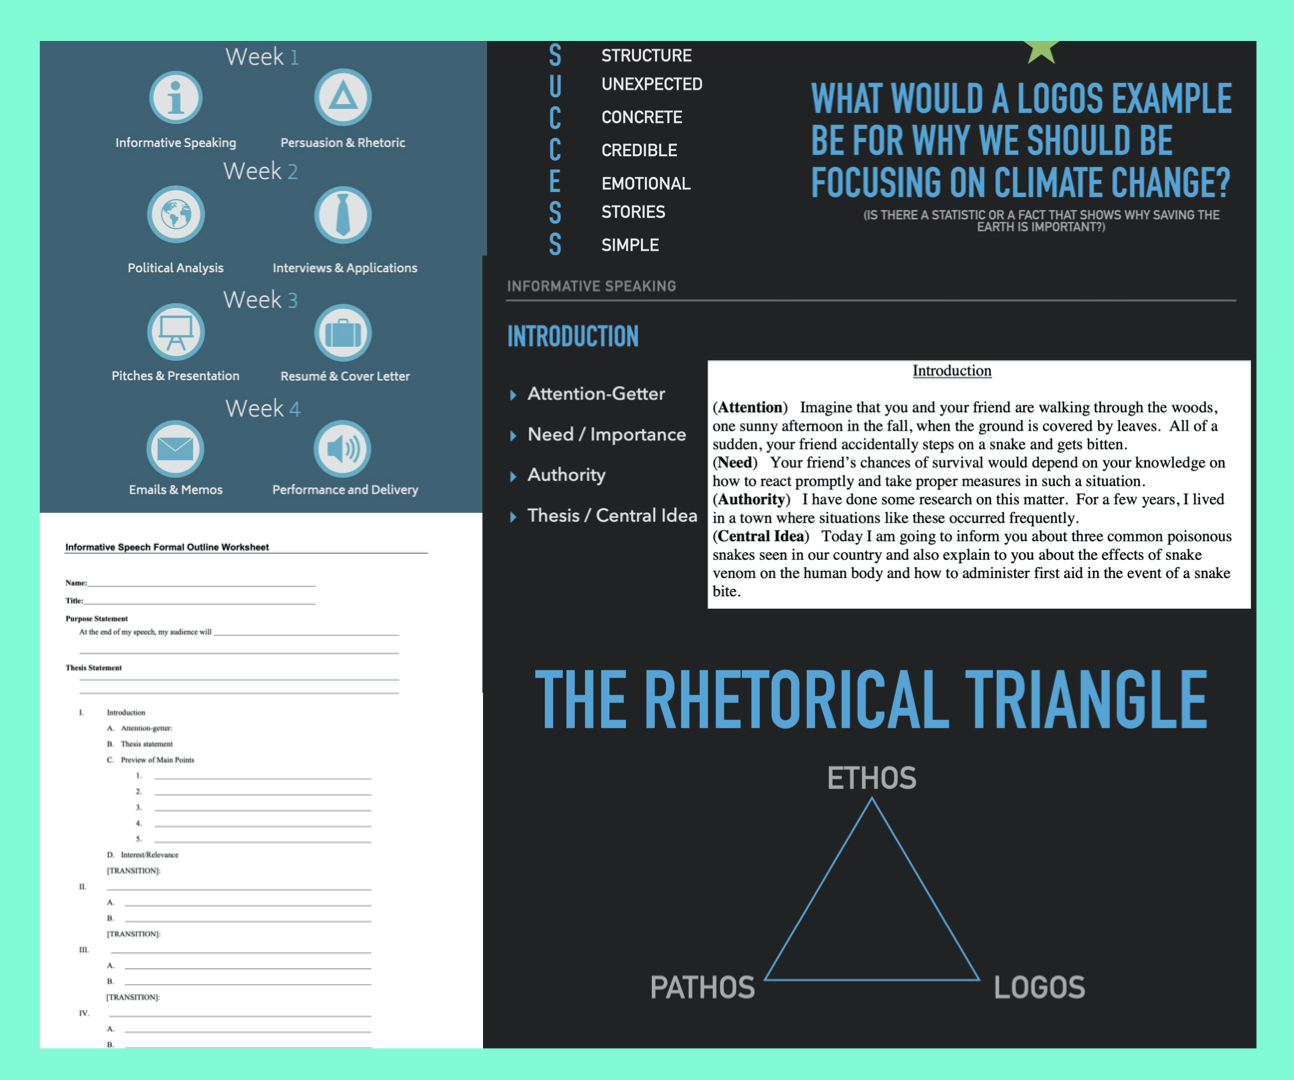 Week 1
Informative Speaking
Persuasion & Rhetoric
Week 2
Political Analysis
Interviews & Applications
Week 3
Pitches & Presentation
Resumé & Cover Letter
Week 4
Emails & Memos
Performance and Delivery
S STRUCTURE
U UNEXPECTED
C CONCRETE
C CREDIBLE
E EMOTIONAL
S STORIES
S SIMPLE
WHAT WOULD A LOGOS EXAMPLE
BE FOR WHY WE SHOULD BE
FOCUSING ON CLIMATE CHANGE?
(IS THERE A STATISTIC OR A FACT THAT SHOWS WHY SAVING THE
EARTH IS IMPORTANT?)
INFORMATIVE SPEAKING
INTRODUCTION
Attention-Getter
Need / Importance
Authority
Thesis / Central Idea
Introduction
(Attention) Imagine that you and your friend are walking through the woods,
one sunny afternoon in the fall, when the ground is covered by leaves. All of a
sudden, your friend accidentally steps on a snake and gets bitten.
(Need) Your friend's chances of survival would depend on your knowledge on
how to react promptly and take proper measures in such a situation.
(Authority) I have done some research on this matter. For a few years, I lived
in a town where situations like these occurred frequently.
(Central Idea) Today I am going to inform you about three common poisonous
snakes seen in our country and also explain to you about the effects of snake
venom on the human body and how to administer first aid in the event of a snake
bite.
Informative Speech Formal Outline Worksheet
Name:
Title:
Purpose Statement
At the end of my speech, my audience will
Thesis Statement
I. Introduction
A. Attention-getter:
B. Thesis statement
C. Preview of Main Points
1.
2.
3.
4.
5.
D. Interest/Relevance
[TRANSITION]:
II.
A.
B.
[TRANSITION]:
III.
A.
B.
[TRANSITION]:
IV.
A.
B.
THE RHETORICAL TRIANGLE
ETHOS
PATHOS
LOGOS